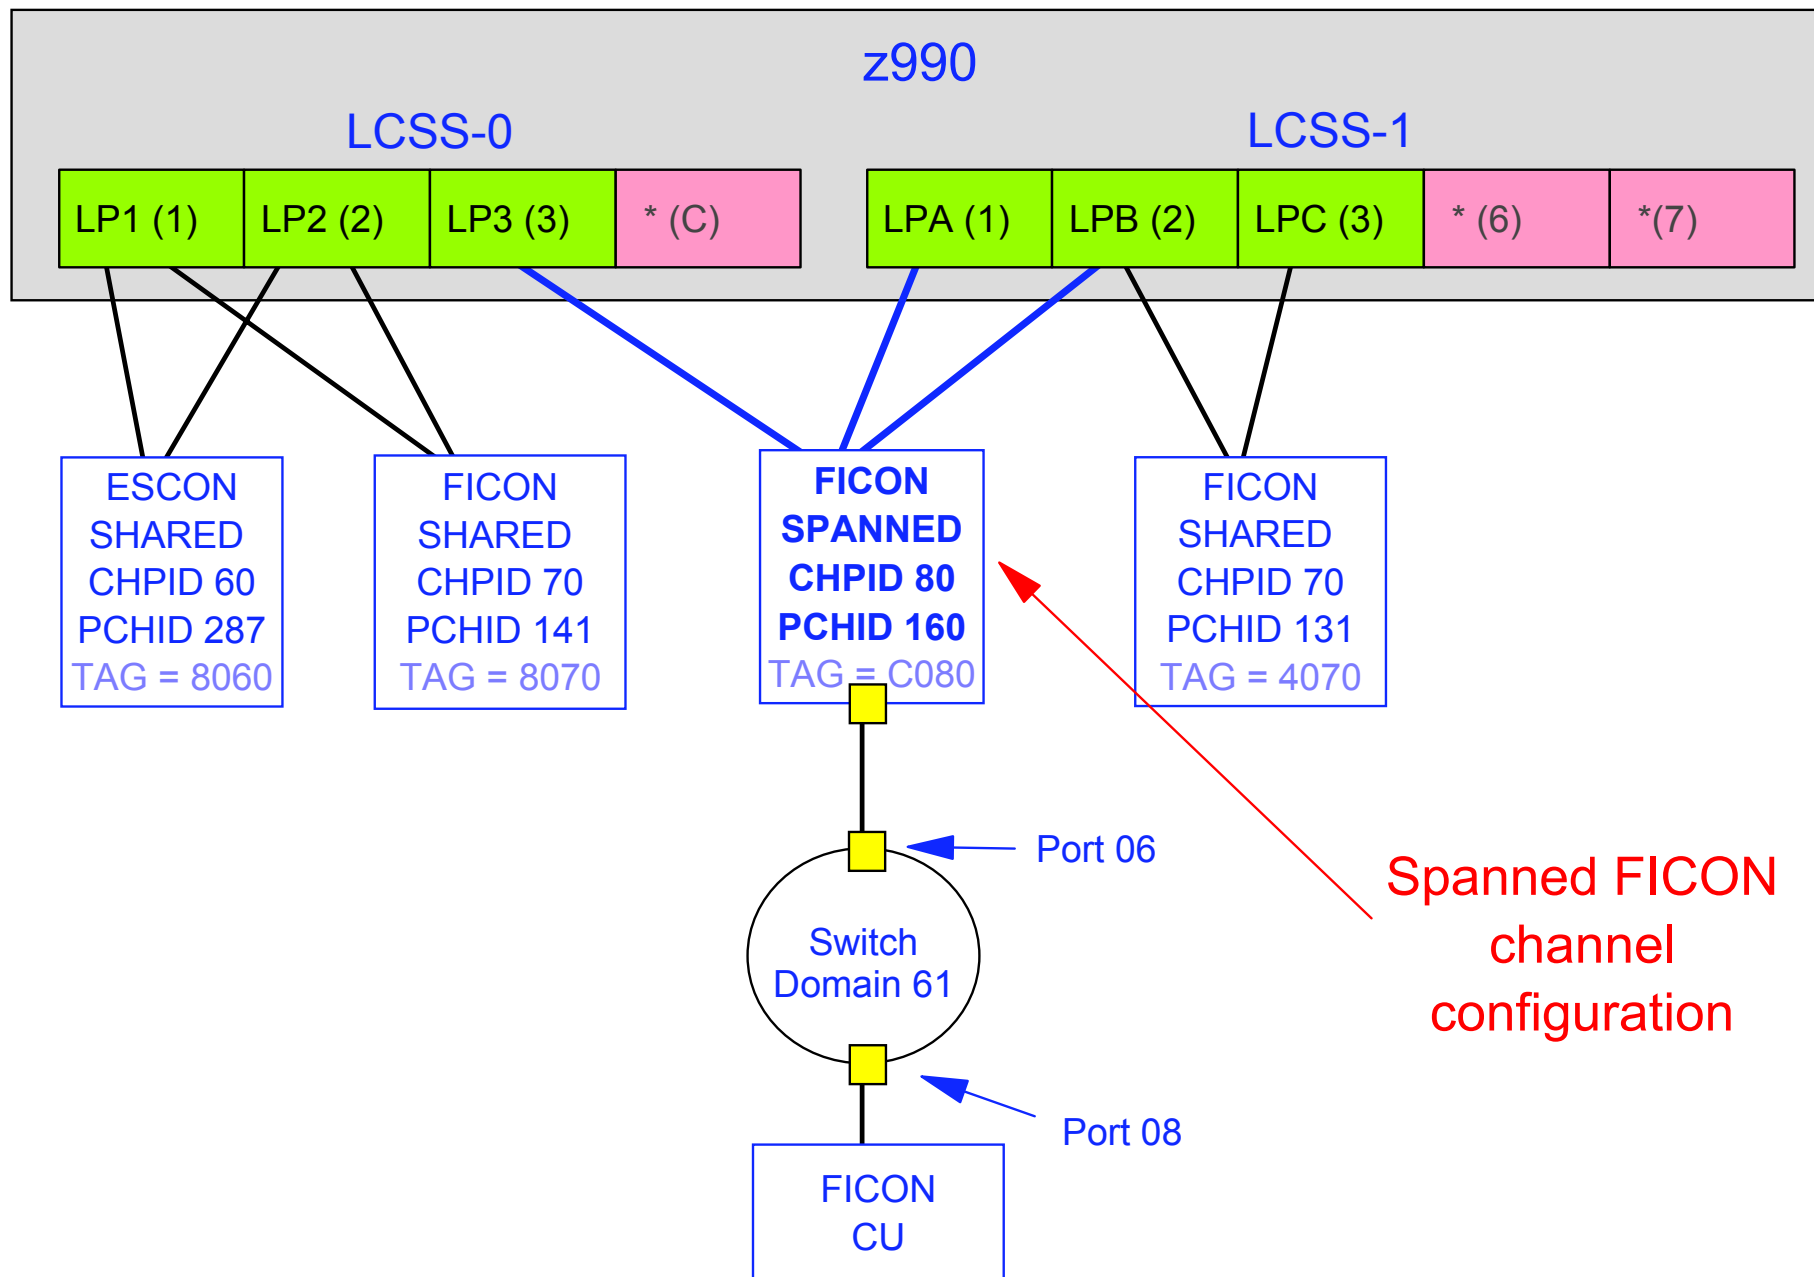 z990
LCSS-0
LCSS-1
LP1 (1)
LP2 (2)
LP3 (3)
* (C)
LPA (1)
LPB (2)
LPC (3)
* (6)
*(7)
ESCON
SHARED
CHPID 60
PCHID 287
TAG = 8060
FICON
SHARED
CHPID 70
PCHID 141
TAG = 8070
FICON
SPANNED
CHPID 80
PCHID 160
TAG = C080
FICON
SHARED
CHPID 70
PCHID 131
TAG = 4070
Port 06
Switch
Domain 61
Spanned FICON
channel
configuration
Port 08
FICON
CU